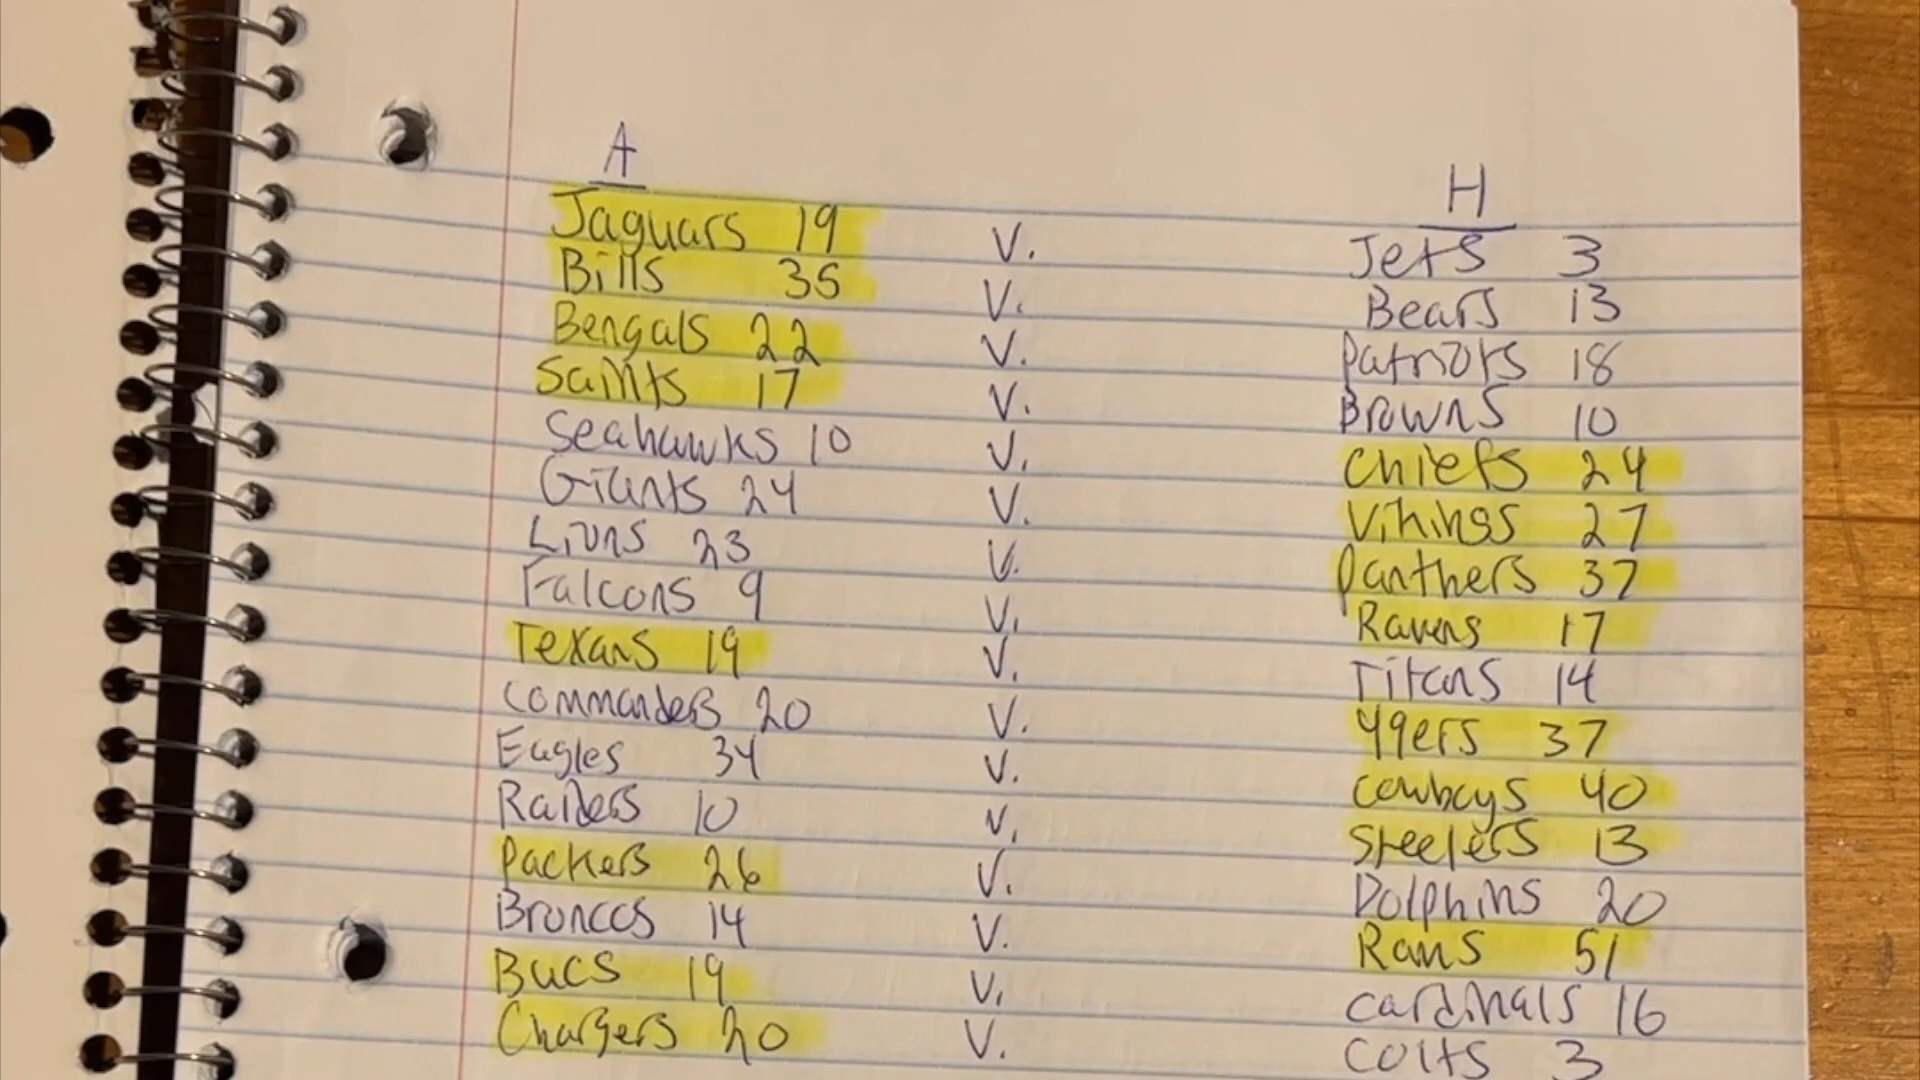 A H
Jaguars 19 V. Jets 3
Bills 35 V. Bears 13
Bengals 22 V. Patriots 18
Saints 17 V. Browns 10
Seahawks 10 V. Chiefs 24
Giants 24 V. Vikings 27
Lions 23 V. Panthers 37
Falcons 9 V. Ravens 17
Texans 19 V. Titans 14
Commanders 20 V. 49ers 37
Eagles 34 V. Cowboys 40
Raiders 10 V. Steelers 13
Packers 26 V. Dolphins 20
Broncos 14 V. Rams 51
Bucs 19 V. Cardinals 16
Chargers 20 V. Colts 3